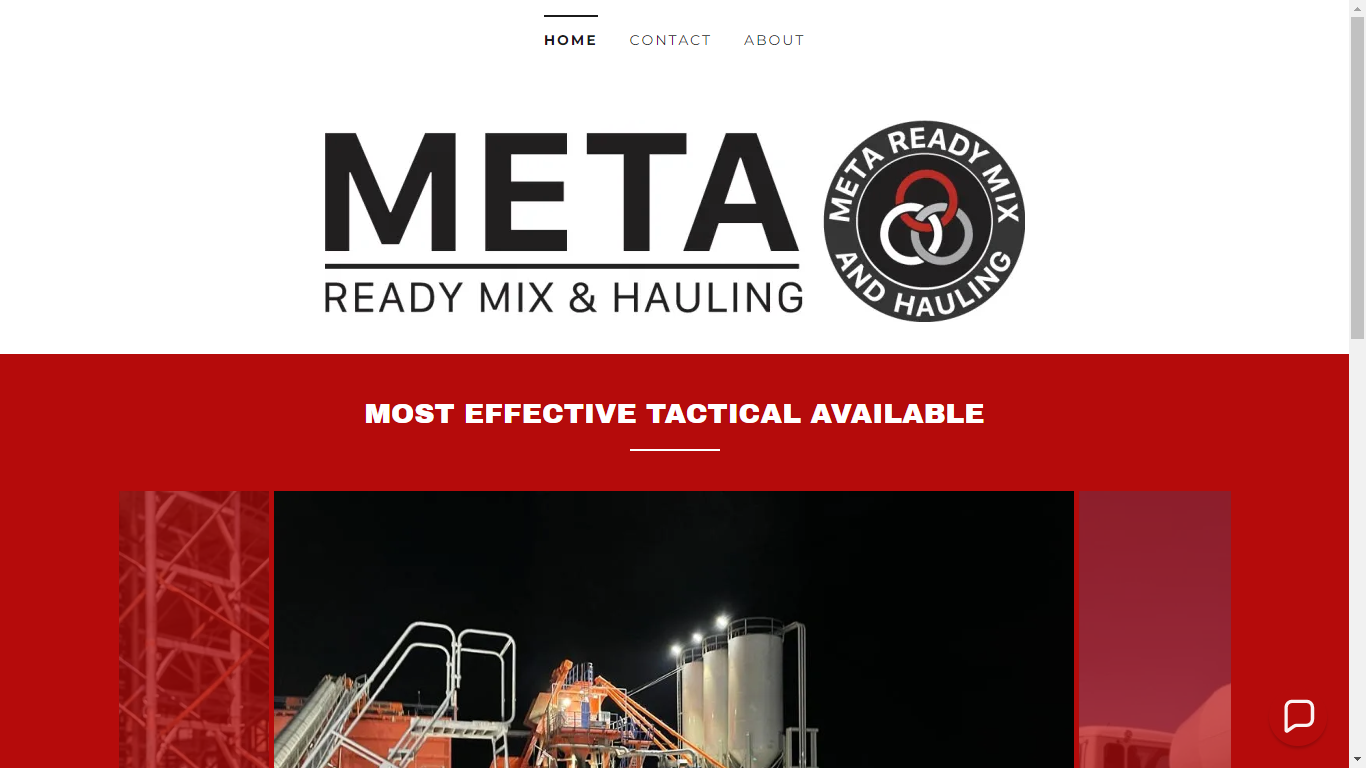 HOME CONTACT ABOUT
META
READY MIX & HAULING
META READY MIX
AND HAULING
MOST EFFECTIVE TACTICAL AVAILABLE